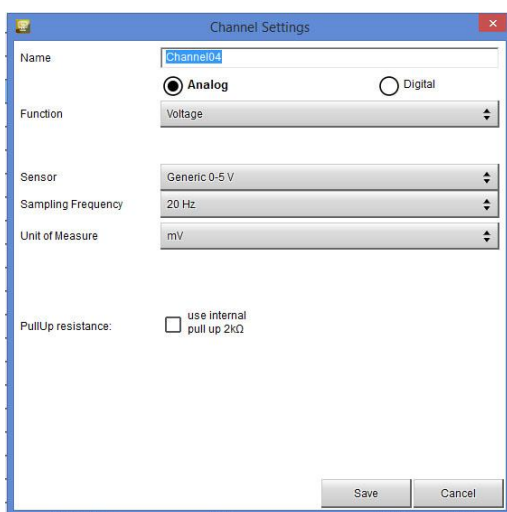 Channel Settings
Name
Channel04
Analog
Digital
Function
Voltage
Sensor
Generic 0-5 V
Sampling Frequency
20 Hz
Unit of Measure
mV
PullUp resistance:
use internal
pull up 2kΩ
Save
Cancel